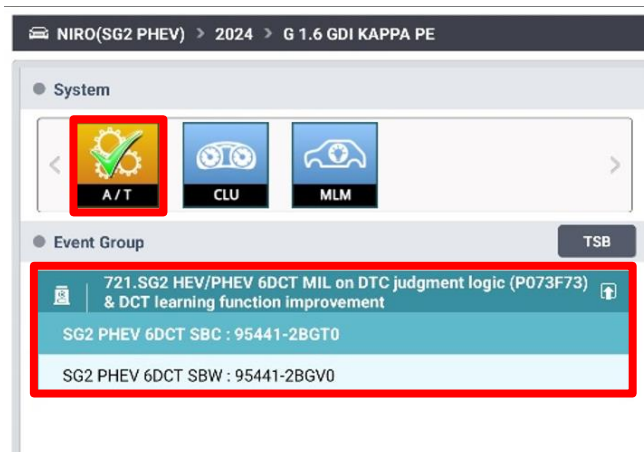 NIRO(SG2 PHEV) > 2024 > G 1.6 GDI KAPPA PE
System
A/T
CLU
MLM
Event Group
TSB
721.SG2 HEV/PHEV 6DCT MIL on DTC judgment logic (P073F73)
& DCT learning function improvement
SG2 PHEV 6DCT SBC : 95441-2BGT0
SG2 PHEV 6DCT SBW : 95441-2BGV0